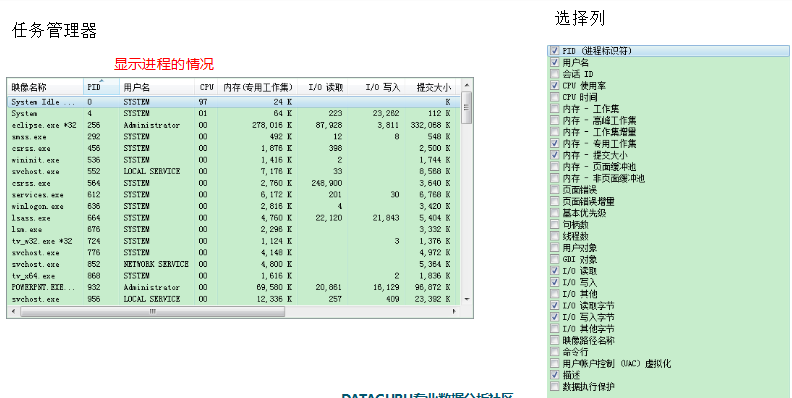 任务管理器
选择列
显示进程的情况
映像名称 PID 用户名 CPU 内存(专用工作集) I/O 读取 I/O 写入 提交大小
System Idle ... 0 SYSTEM 97 24 K K
System 4 SYSTEM 01 64 K 223 23,262 112 K
eclipse.exe *32 256 Administrator 00 278,016 K 87,928 3,811 332,068 K
smss.exe SYSTEM 00 492 K 12 8 548 K
csrss.exe 456 SYSTEM 00 1,876 K 398 2,500 K
wininit.exe 536 SYSTEM 00 1,416 K 2 1,744 K
svchost.exe 552 LOCAL SERVICE 00 7,176 K 33 8,568 K
csrss.exe 564 SYSTEM 00 2,760 K 248,900 3,640 K
services.exe 612 SYSTEM 00 6,172 K 201 30 6,768 K
winlogon.exe 636 SYSTEM 00 2,816 K 4 3,420 K
lsass.exe 664 SYSTEM 00 4,760 K 22,120 21,843 5,404 K
lsm.exe 676 SYSTEM 00 2,296 K 3,332 K
tv_w32.exe *32 724 SYSTEM 00 1,124 K 3 1,376 K
svchost.exe 776 SYSTEM 00 4,148 K 4,972 K
svchost.exe 852 NETWORK SERVICE 00 4,800 K 5,364 K
tv_x64.exe 868 SYSTEM 00 1,616 K 2 1,836 K
POWERPNT.EXE... 932 Administrator 00 69,580 K 20,861 16,129 96,872 K
svchost.exe 956 LOCAL SERVICE 00 12,336 K 257 409 23,392 K
PID (进程标识符)
用户名
会话 ID
CPU 使用率
CPU 时间
内存 - 工作集
内存 - 高峰工作集
内存 - 工作集增量
内存 - 专用工作集
内存 - 提交大小
内存 - 页面缓冲池
内存 - 非页面缓冲池
页面错误
页面错误增量
基本优先级
句柄数
线程数
用户对象
GDI 对象
I/O 读取
I/O 写入
I/O 其他
I/O 读取字节
I/O 写入字节
I/O 其他字节
映像路径名称
命令行
用户帐户控制 (UAC) 虚拟化
描述
数据执行保护
DATAGURU专业数据分析社区